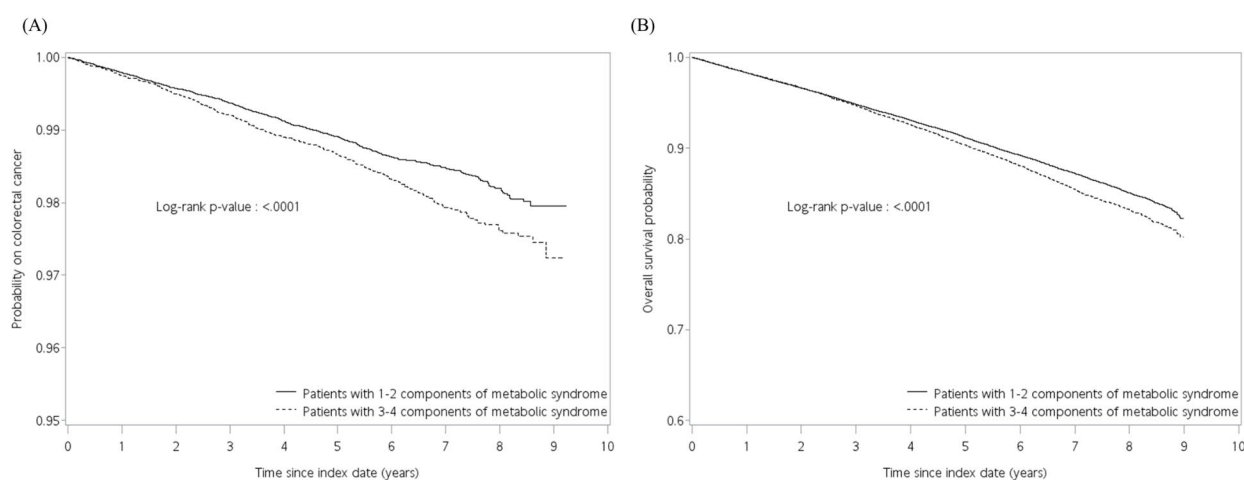 (A)
Probability on colorectal cancer
1.00
0.99
0.98
0.97
0.96
0.95
Log-rank p-value : <.0001
Patients with 1-2 components of metabolic syndrome
Patients with 3-4 components of metabolic syndrome
0 1 2 3 4 5 6 7 8 9 10
Time since index date (years)
(B)
Overall survival probability
1.0
0.9
0.8
0.7
0.6
Log-rank p-value : <.0001
Patients with 1-2 components of metabolic syndrome
Patients with 3-4 components of metabolic syndrome
0 1 2 3 4 5 6 7 8 9 10
Time since index date (years)